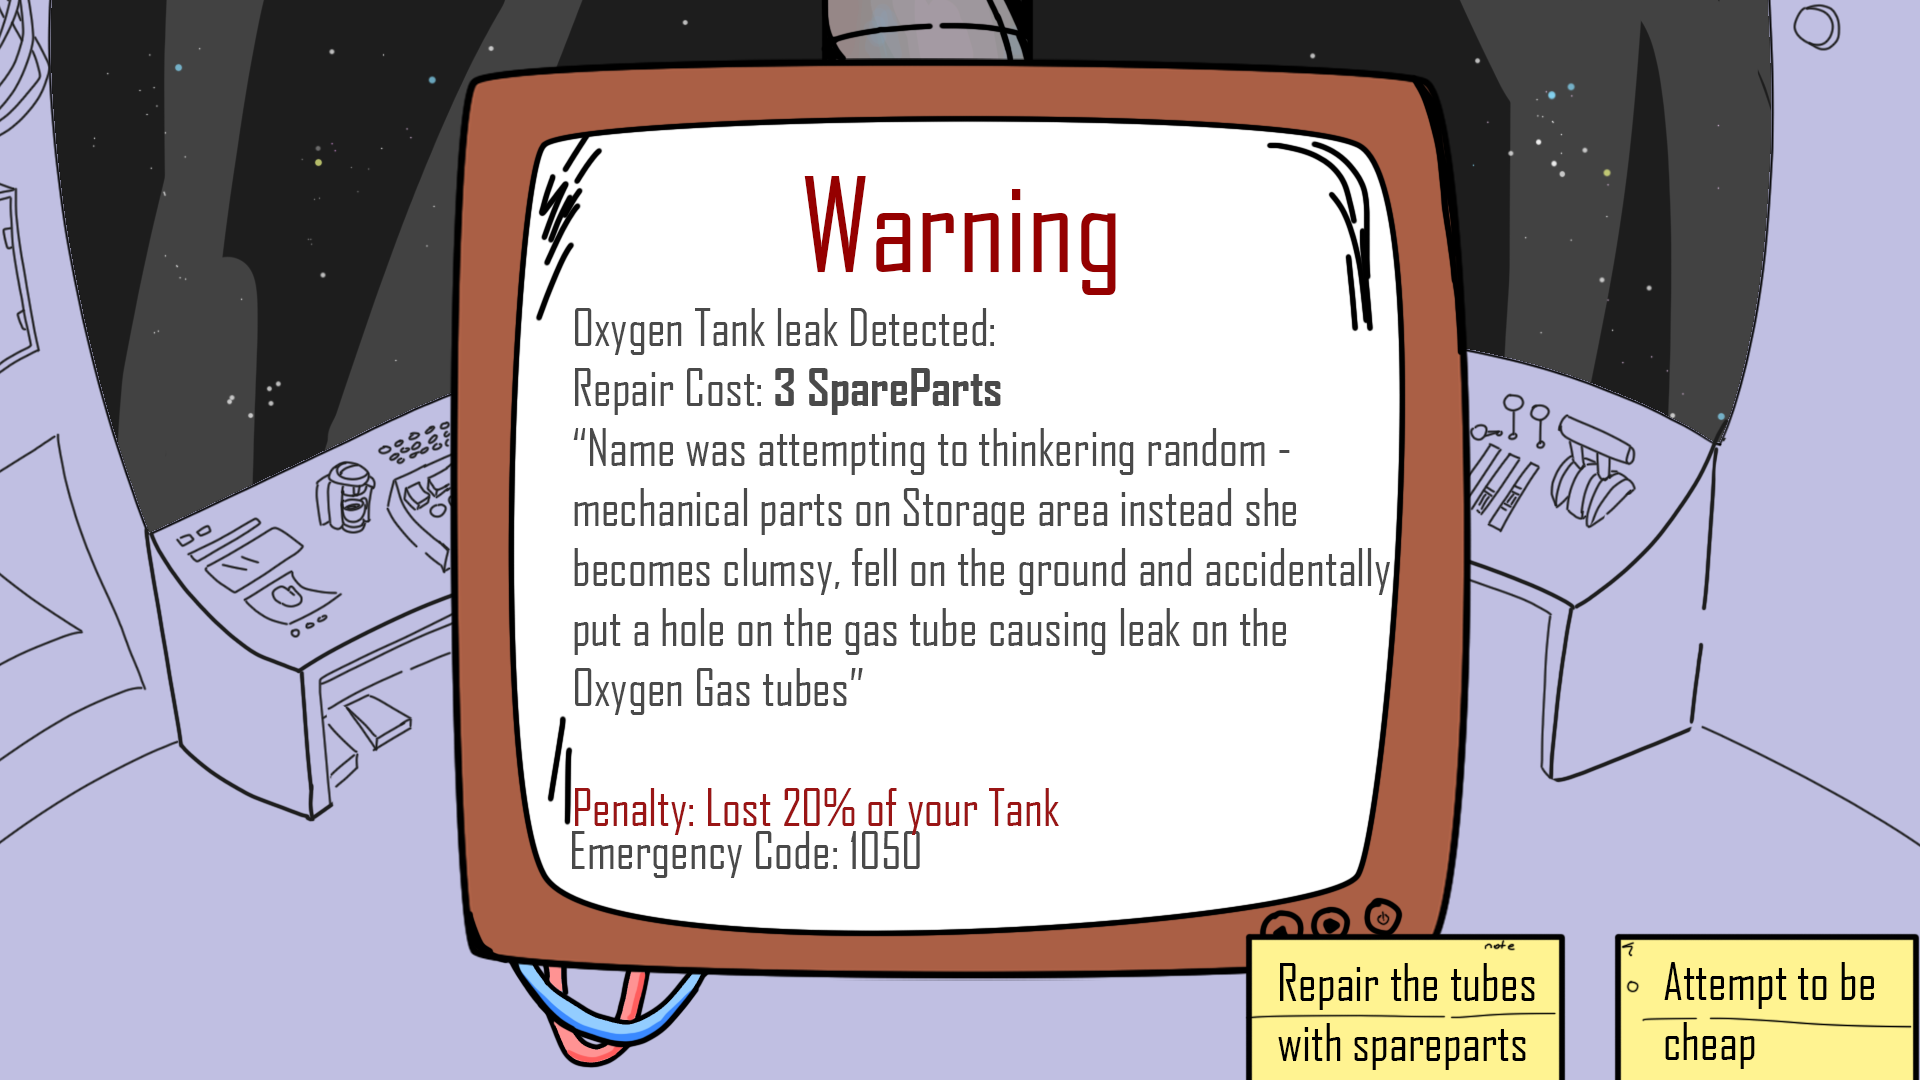 Warning
Oxygen Tank leak Detected:
Repair Cost: 3 SpareParts
“Name was attempting to thinkering random -
mechanical parts on Storage area instead she
becomes clumsy, fell on the ground and accidentally
put a hole on the gas tube causing leak on the
Oxygen Gas tubes”
Penalty: Lost 20% of your Tank
Emergency Code: 1050
note
Repair the tubes
with spareparts
Attempt to be
cheap